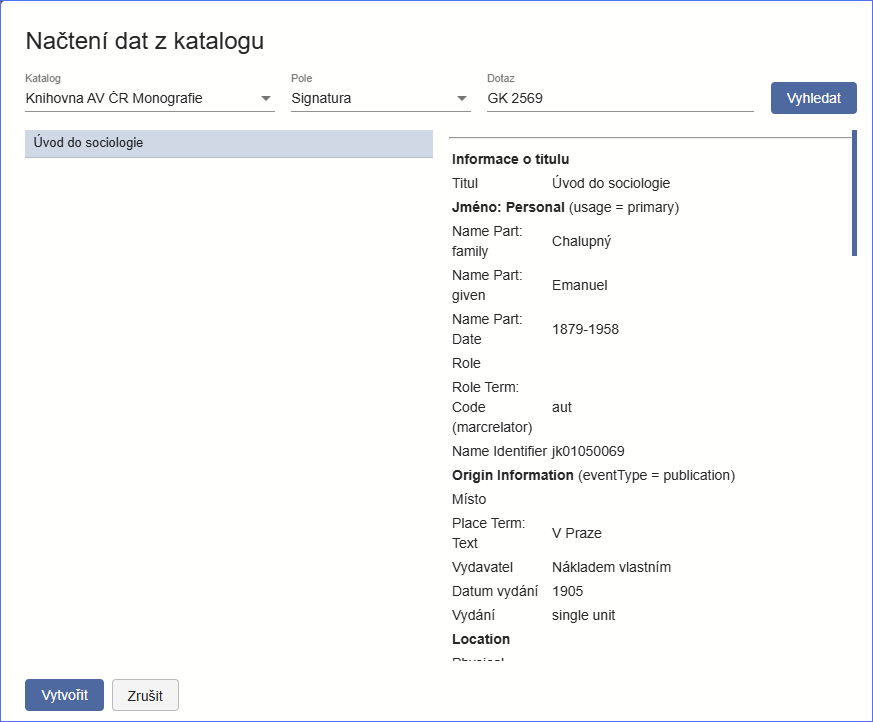 Načtení dat z katalogu
Katalog Pole Dotaz
Knihovna AV ČR Monografie Signatura GK 2569 Vyhledat
Úvod do sociologie
Informace o titulu
Titul Úvod do sociologie
Jméno: Personal (usage = primary)
Name Part:
family Chalupný
Name Part:
given Emanuel
Name Part:
Date 1879-1958
Role
Role Term:
Code aut
(marcrelator)
Name Identifier jk01050069
Origin Information (eventType = publication)
Místo
Place Term:
Text V Praze
Vydavatel Nákladem vlastním
Datum vydání 1905
Vydání single unit
Location
Physical
Vytvořit Zrušit